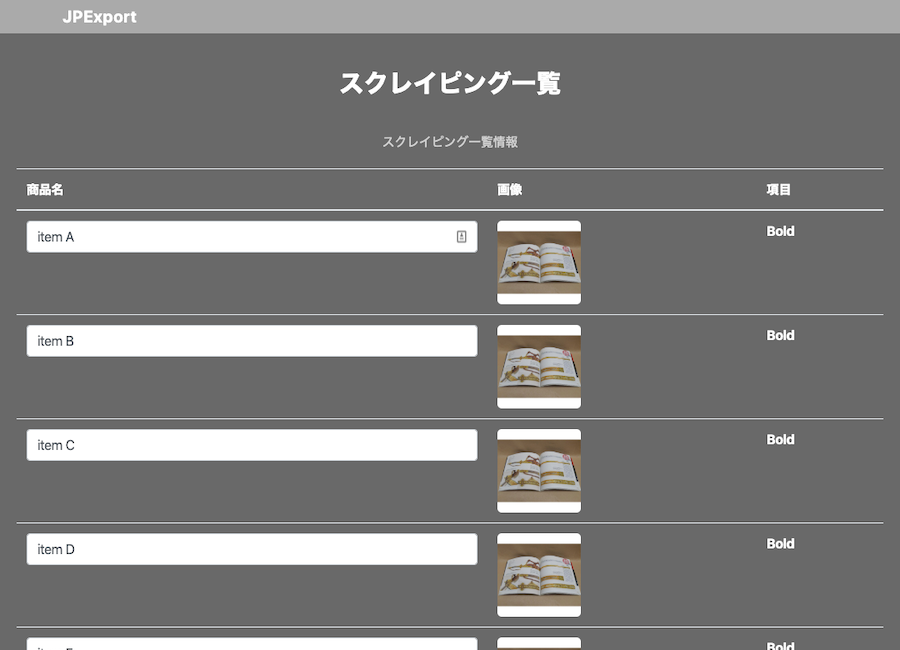 JPExport
スクレイピング一覧
スクレイピング一覧情報
商品名 画像 項目
item A Bold
item B Bold
item C Bold
item D Bold
Bold